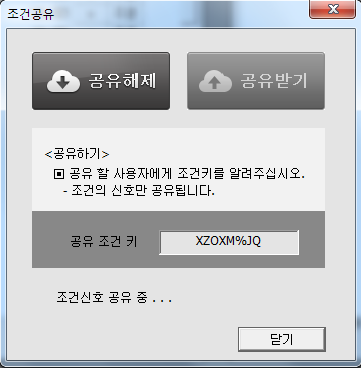 조건공유
공유해제 공유받기
<공유하기>
▣ 공유 할 사용자에게 조건키를 알려주십시오.
- 조건의 신호만 공유됩니다.
공유 조건 키 XZOXM%JQ
조건신호 공유 중 . . .
닫기